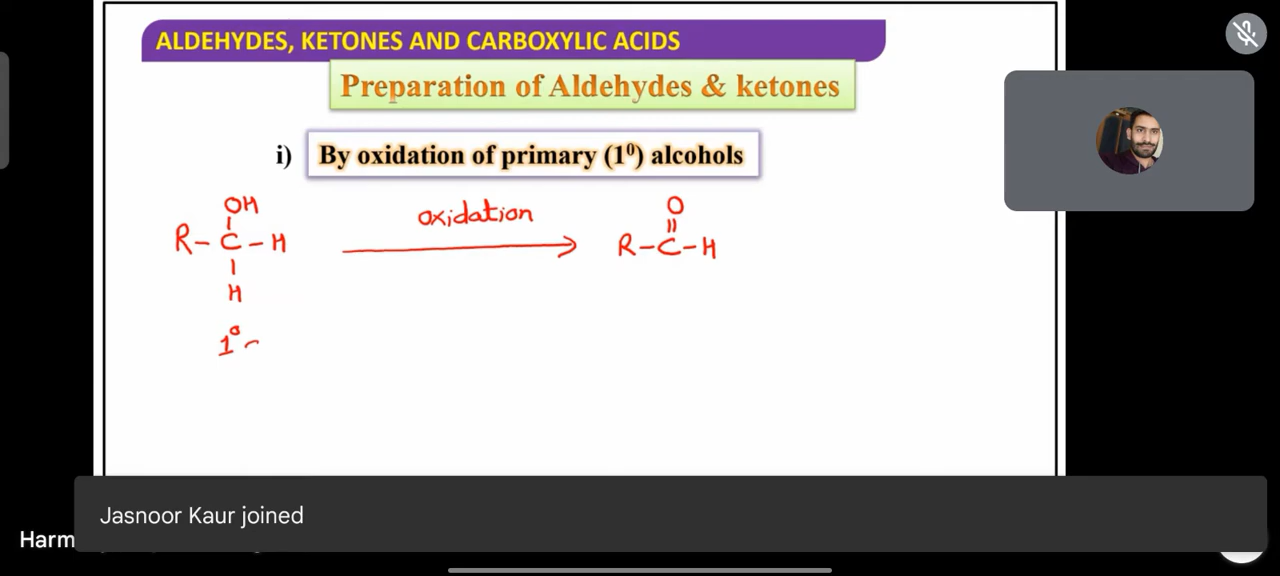 ALDEHYDES, KETONES AND CARBOXYLIC ACIDS
Preparation of Aldehydes & ketones
i) By oxidation of primary (1⁰) alcohols
OH
R – C – H
H
oxidation
O
R – C – H
1°
Jasnoor Kaur joined
Harm